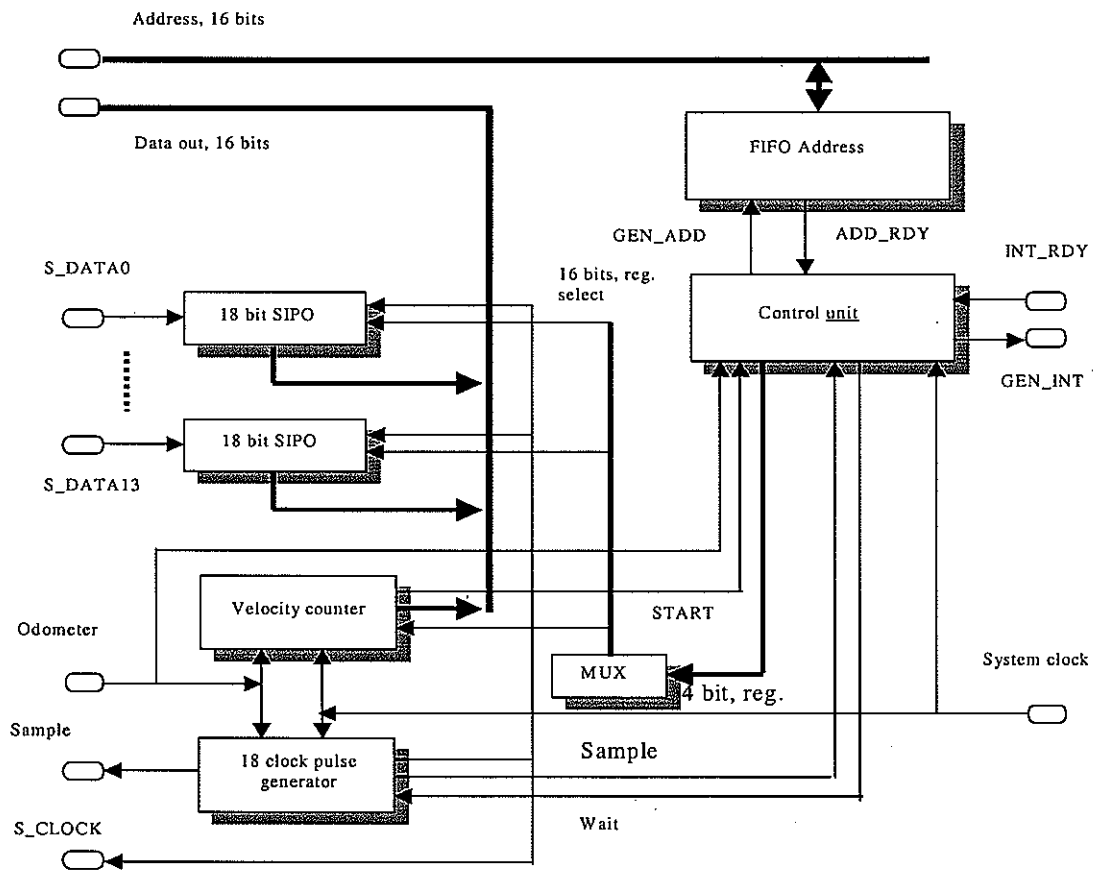 Address, 16 bits
Data out, 16 bits
FIFO Address
GEN_ADD
ADD_RDY
INT_RDY
S_DATA0
16 bits, reg.
select
18 bit SIPO
Control unit
GEN_INT
18 bit SIPO
S_DATA13
Velocity counter
START
Odometer
MUX
System clock
4 bit, reg.
Sample
Sample
18 clock pulse
generator
Wait
S_CLOCK